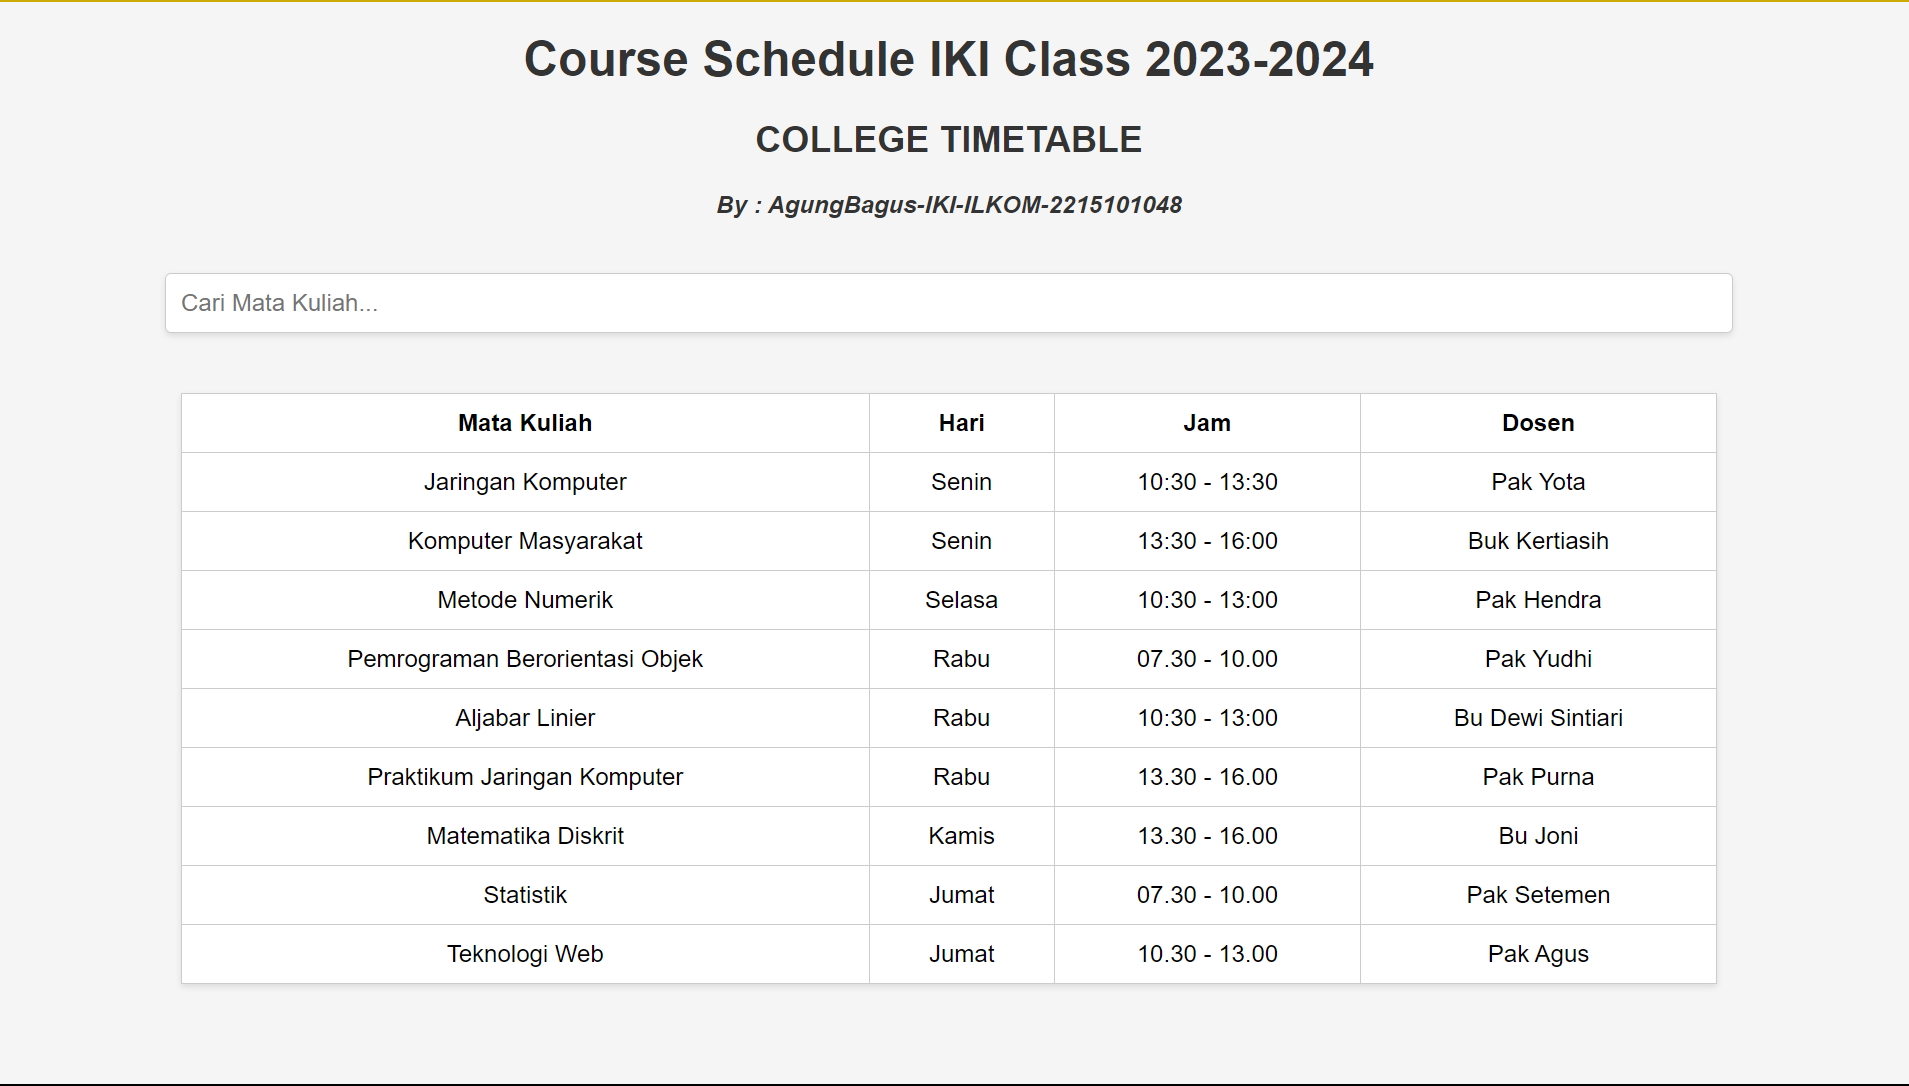 Course Schedule IKI Class 2023-2024
COLLEGE TIMETABLE
By : AgungBagus-IKI-ILKOM-2215101048
Cari Mata Kuliah...
Mata Kuliah Hari Jam Dosen
Jaringan Komputer Senin 10:30 - 13:30 Pak Yota
Komputer Masyarakat Senin 13:30 - 16:00 Buk Kertiasih
Metode Numerik Selasa 10:30 - 13:00 Pak Hendra
Pemrograman Berorientasi Objek Rabu 07.30 - 10.00 Pak Yudhi
Aljabar Linier Rabu 10:30 - 13:00 Bu Dewi Sintiari
Praktikum Jaringan Komputer Rabu 13.30 - 16.00 Pak Purna
Matematika Diskrit Kamis 13.30 - 16.00 Bu Joni
Statistik Jumat 07.30 - 10.00 Pak Setemen
Teknologi Web Jumat 10.30 - 13.00 Pak Agus